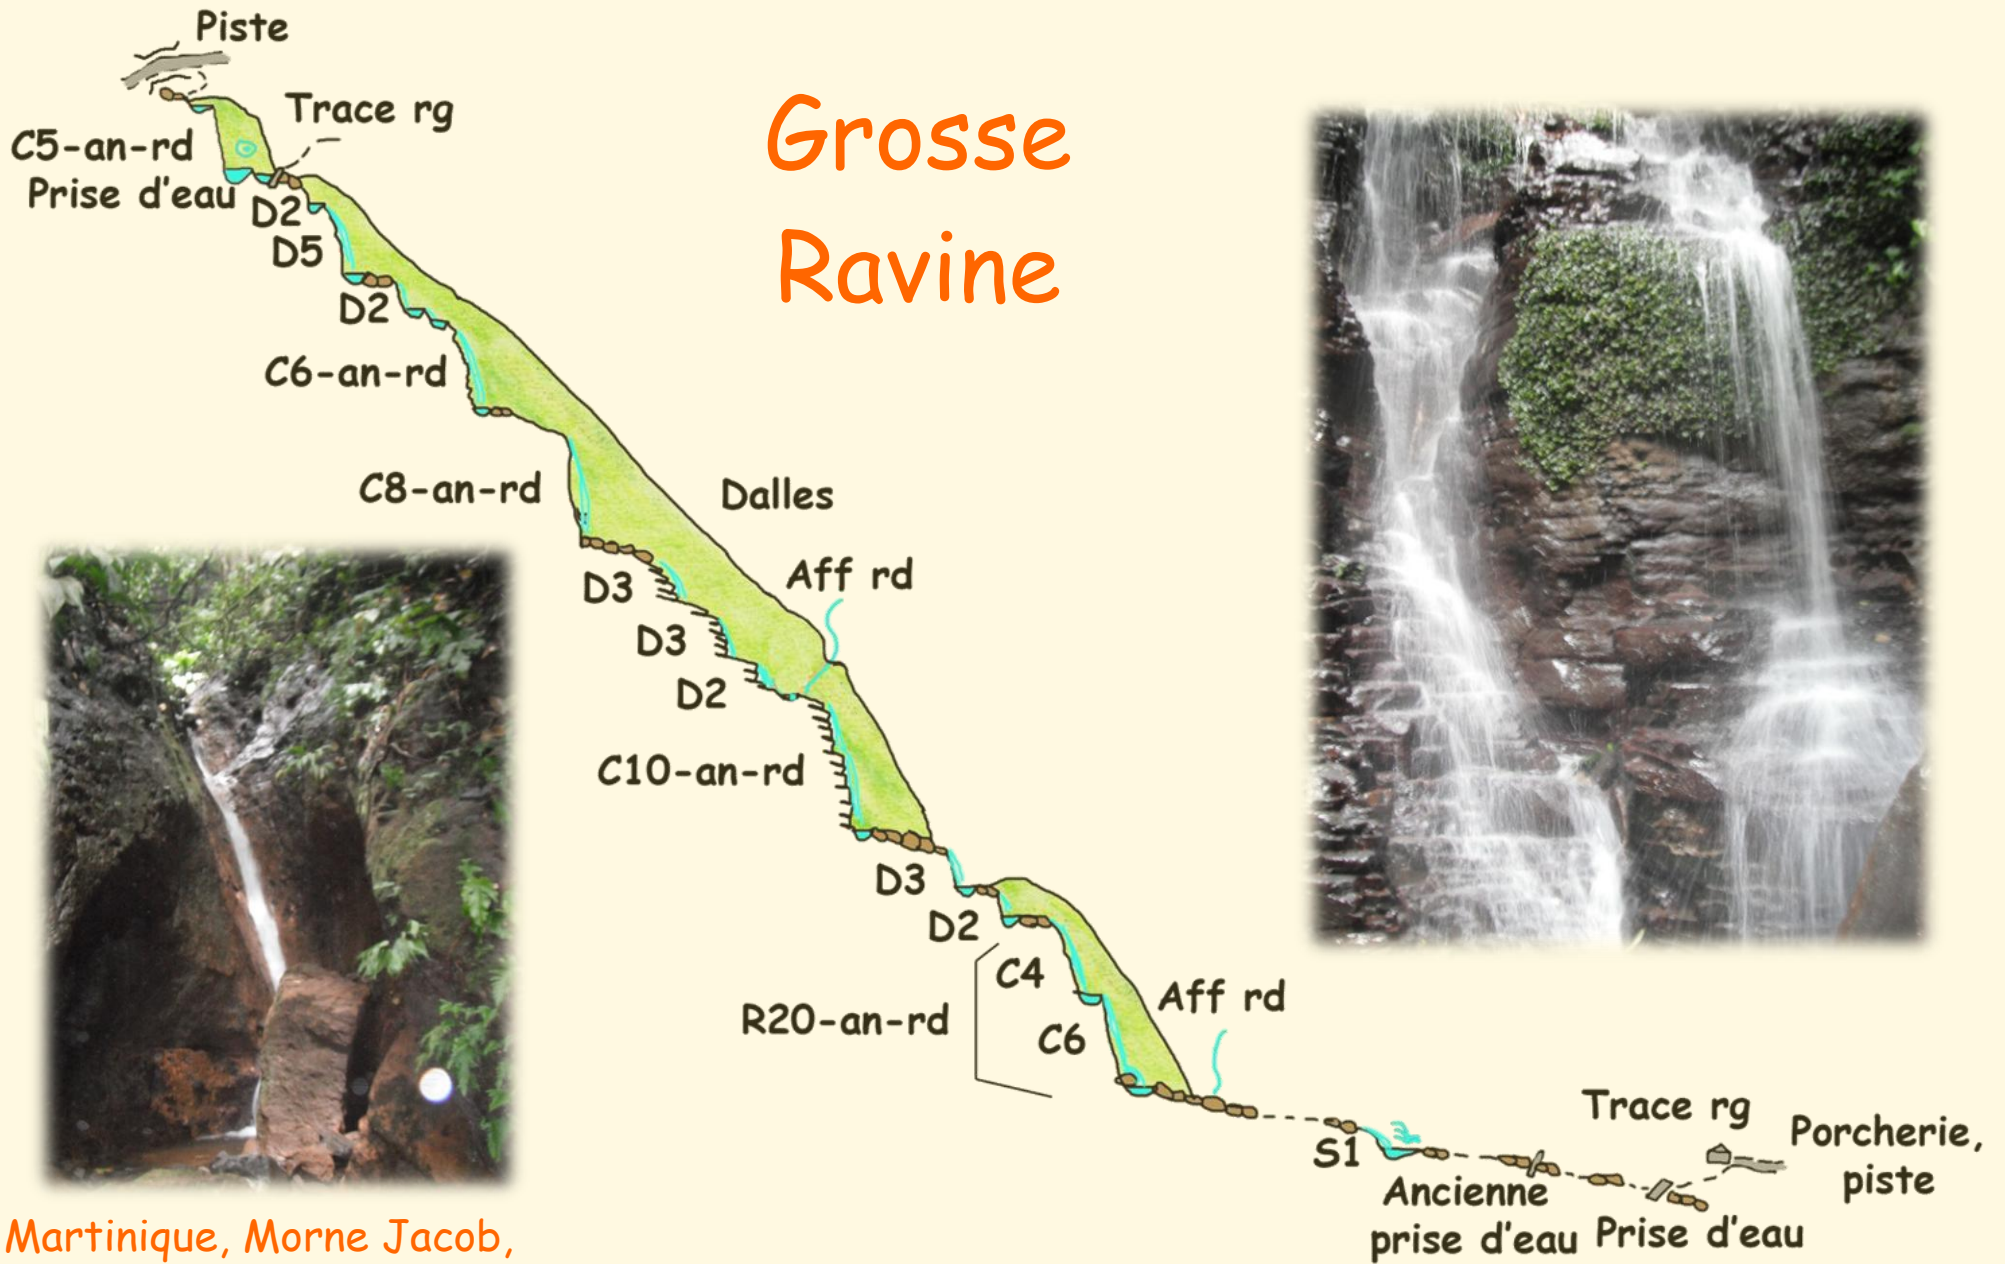 Piste
Trace rg
C5-an-rd
Prise d'eau
D2
D5
D2
C6-an-rd
C8-an-rd
Grosse
Ravine
Dalles
Aff rd
D3
D3
D2
C10-an-rd
D3
D2
C4
R20-an-rd
C6
Aff rd
S1
Trace rg
Porcherie,
piste
Ancienne
prise d'eau
Prise d'eau
Martinique, Morne Jacob,